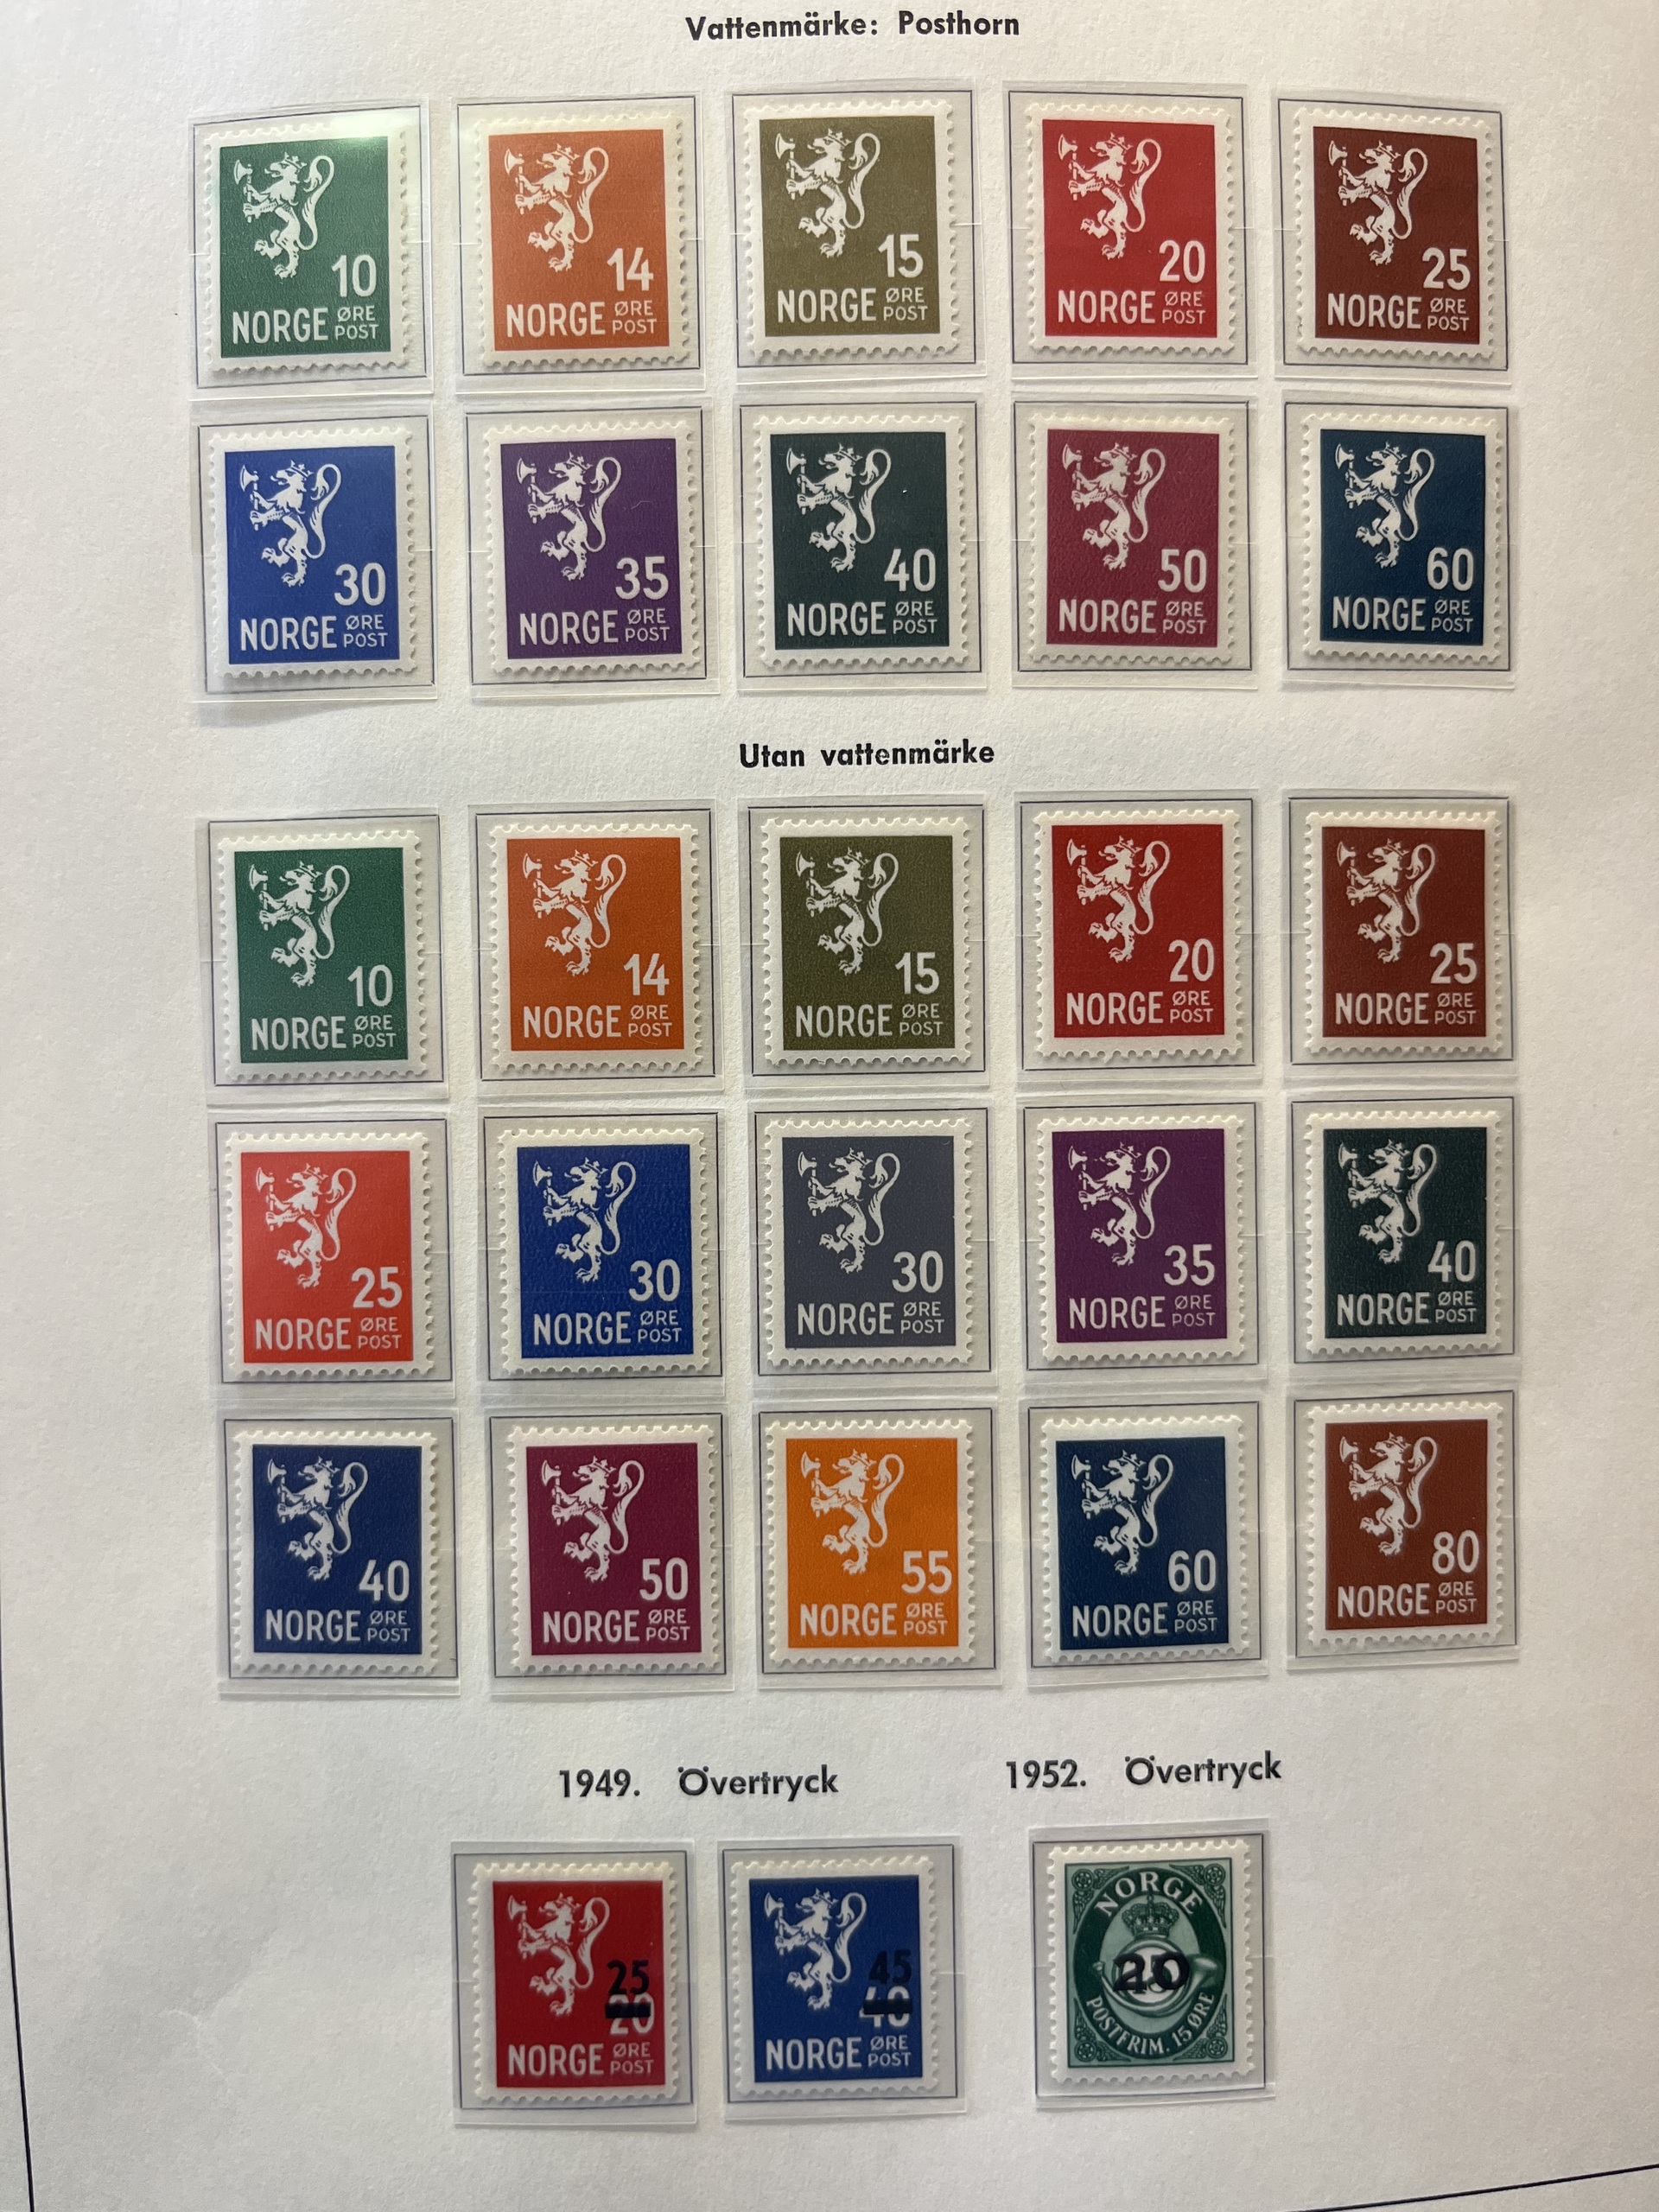 Vattenmärke: Posthorn
10
NORGE ØRE POST
14
NORGE ØRE POST
15
NORGE ØRE POST
20
NORGE ØRE POST
25
NORGE ØRE POST
30
NORGE ØRE POST
35
NORGE ØRE POST
40
NORGE ØRE POST
50
NORGE ØRE POST
60
NORGE ØRE POST
Utan vattenmärke
10
NORGE ØRE POST
14
NORGE ØRE POST
15
NORGE ØRE POST
20
NORGE ØRE POST
25
NORGE ØRE POST
25
NORGE ØRE POST
30
NORGE ØRE POST
30
NORGE ØRE POST
35
NORGE ØRE POST
40
NORGE ØRE POST
40
NORGE ØRE POST
50
NORGE ØRE POST
55
NORGE ØRE POST
60
NORGE ØRE POST
80
NORGE ØRE POST
1949. Övertryck
1952. Övertryck
25
20
NORGE ØRE POST
45
40
NORGE ØRE POST
NORGE
20
POSTFRIM. 15 ØRE